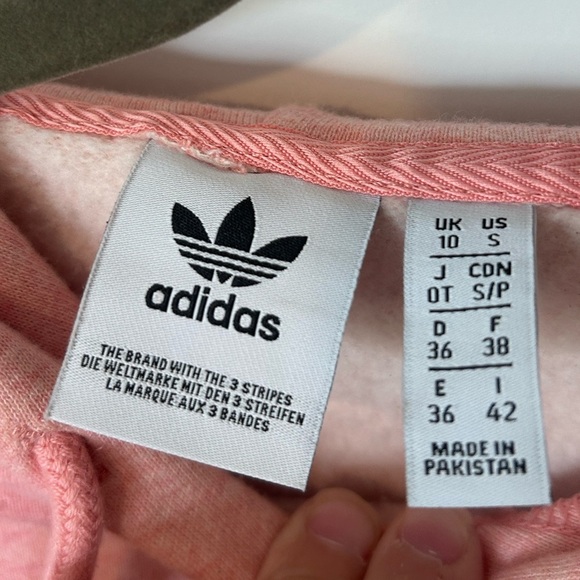 adidas
THE BRAND WITH THE 3 STRIPES
DIE WELTMARKE MIT DEN 3 STREIFEN
LA MARQUE AUX 3 BANDES
UK US
10 S
J CDN
OT S/P
D F
36 38
E I
36 42
MADE IN
PAKISTAN